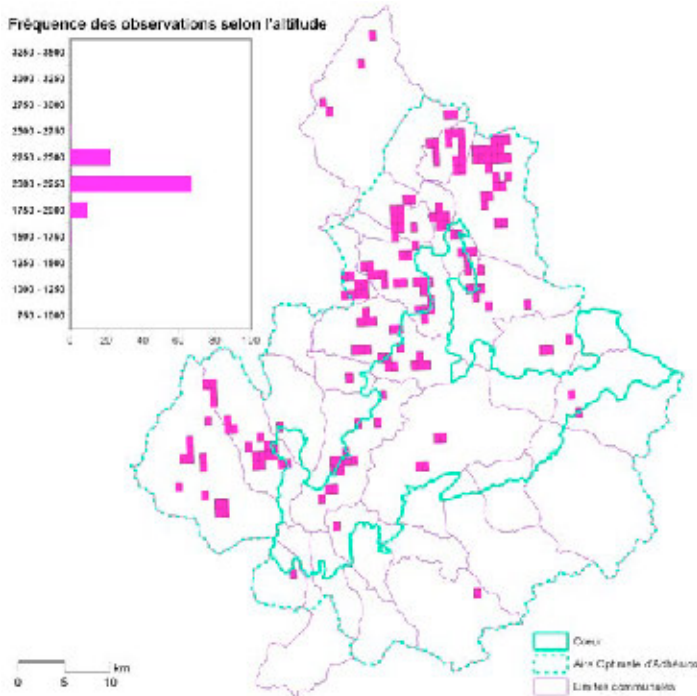 Fréquence des observations selon l'altitude
3250 - 3500
3000 - 3250
2750 - 3000
2500 - 2750
2250 - 2500
2000 - 2250
1750 - 2000
1500 - 1750
1000 - 1250
750 - 1000
0 20 40 60 80 100
Coeur
Aire Optimale d'Adhésion
Limites communales
0 5 10 km